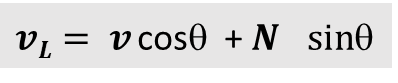 v_L = v cosθ + N sinθ